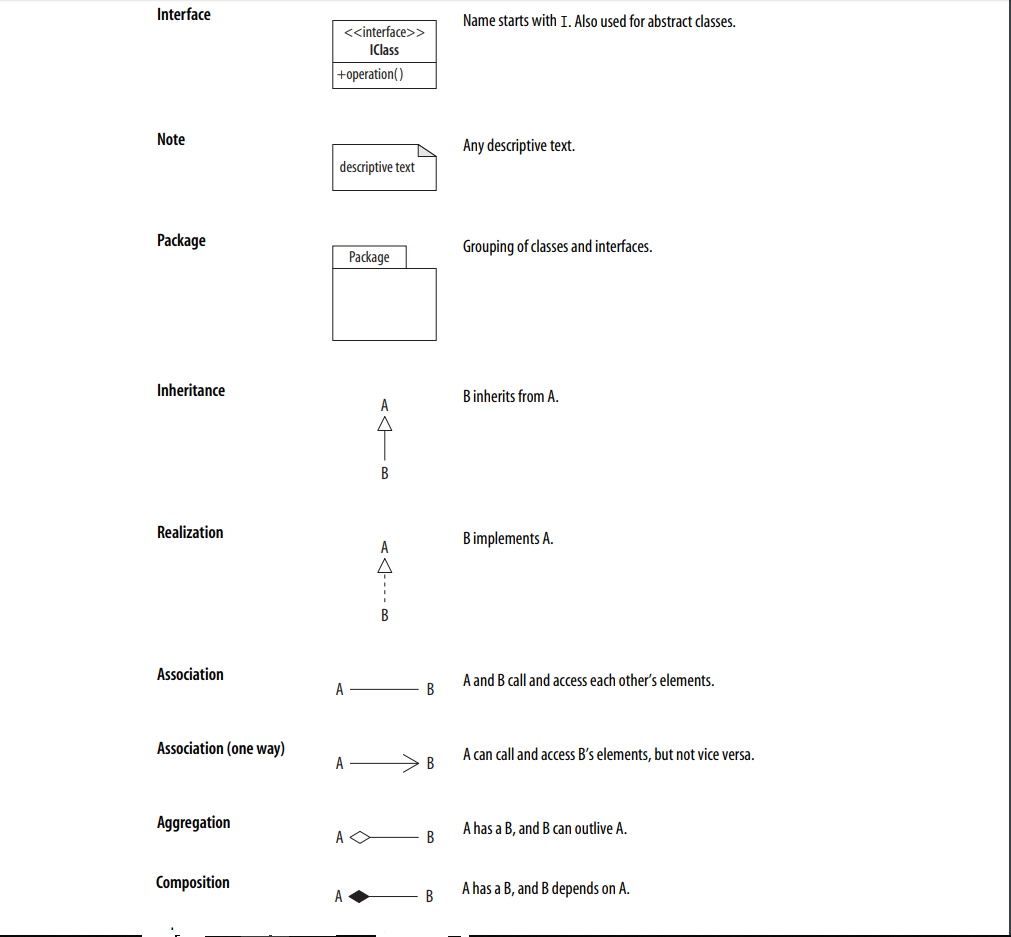 Interface
<<interface>>
IClass
+operation()
Name starts with I. Also used for abstract classes.
Note
descriptive text
Any descriptive text.
Package
Package
Grouping of classes and interfaces.
Inheritance
A
B
B inherits from A.
Realization
A
B
B implements A.
Association
A B
A and B call and access each other’s elements.
Association (one way)
A B
A can call and access B’s elements, but not vice versa.
Aggregation
A B
A has a B, and B can outlive A.
Composition
A B
A has a B, and B depends on A.